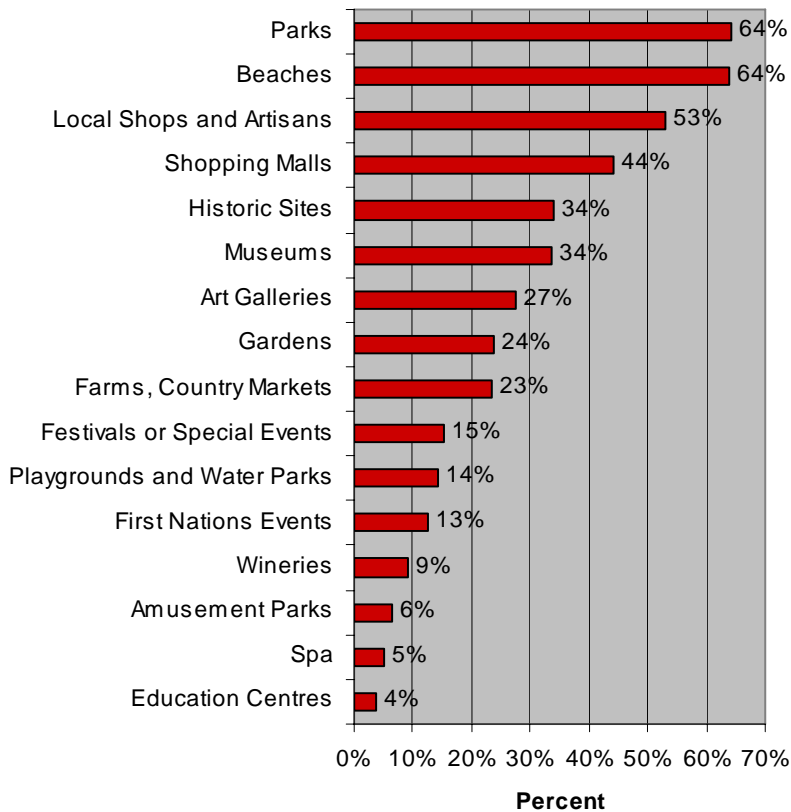 Parks 64%
Beaches 64%
Local Shops and Artisans 53%
Shopping Malls 44%
Historic Sites 34%
Museums 34%
Art Galleries 27%
Gardens 24%
Farms, Country Markets 23%
Festivals or Special Events 15%
Playgrounds and Water Parks 14%
First Nations Events 13%
Wineries 9%
Amusement Parks 6%
Spa 5%
Education Centres 4%
0% 10% 20% 30% 40% 50% 60% 70%
Percent